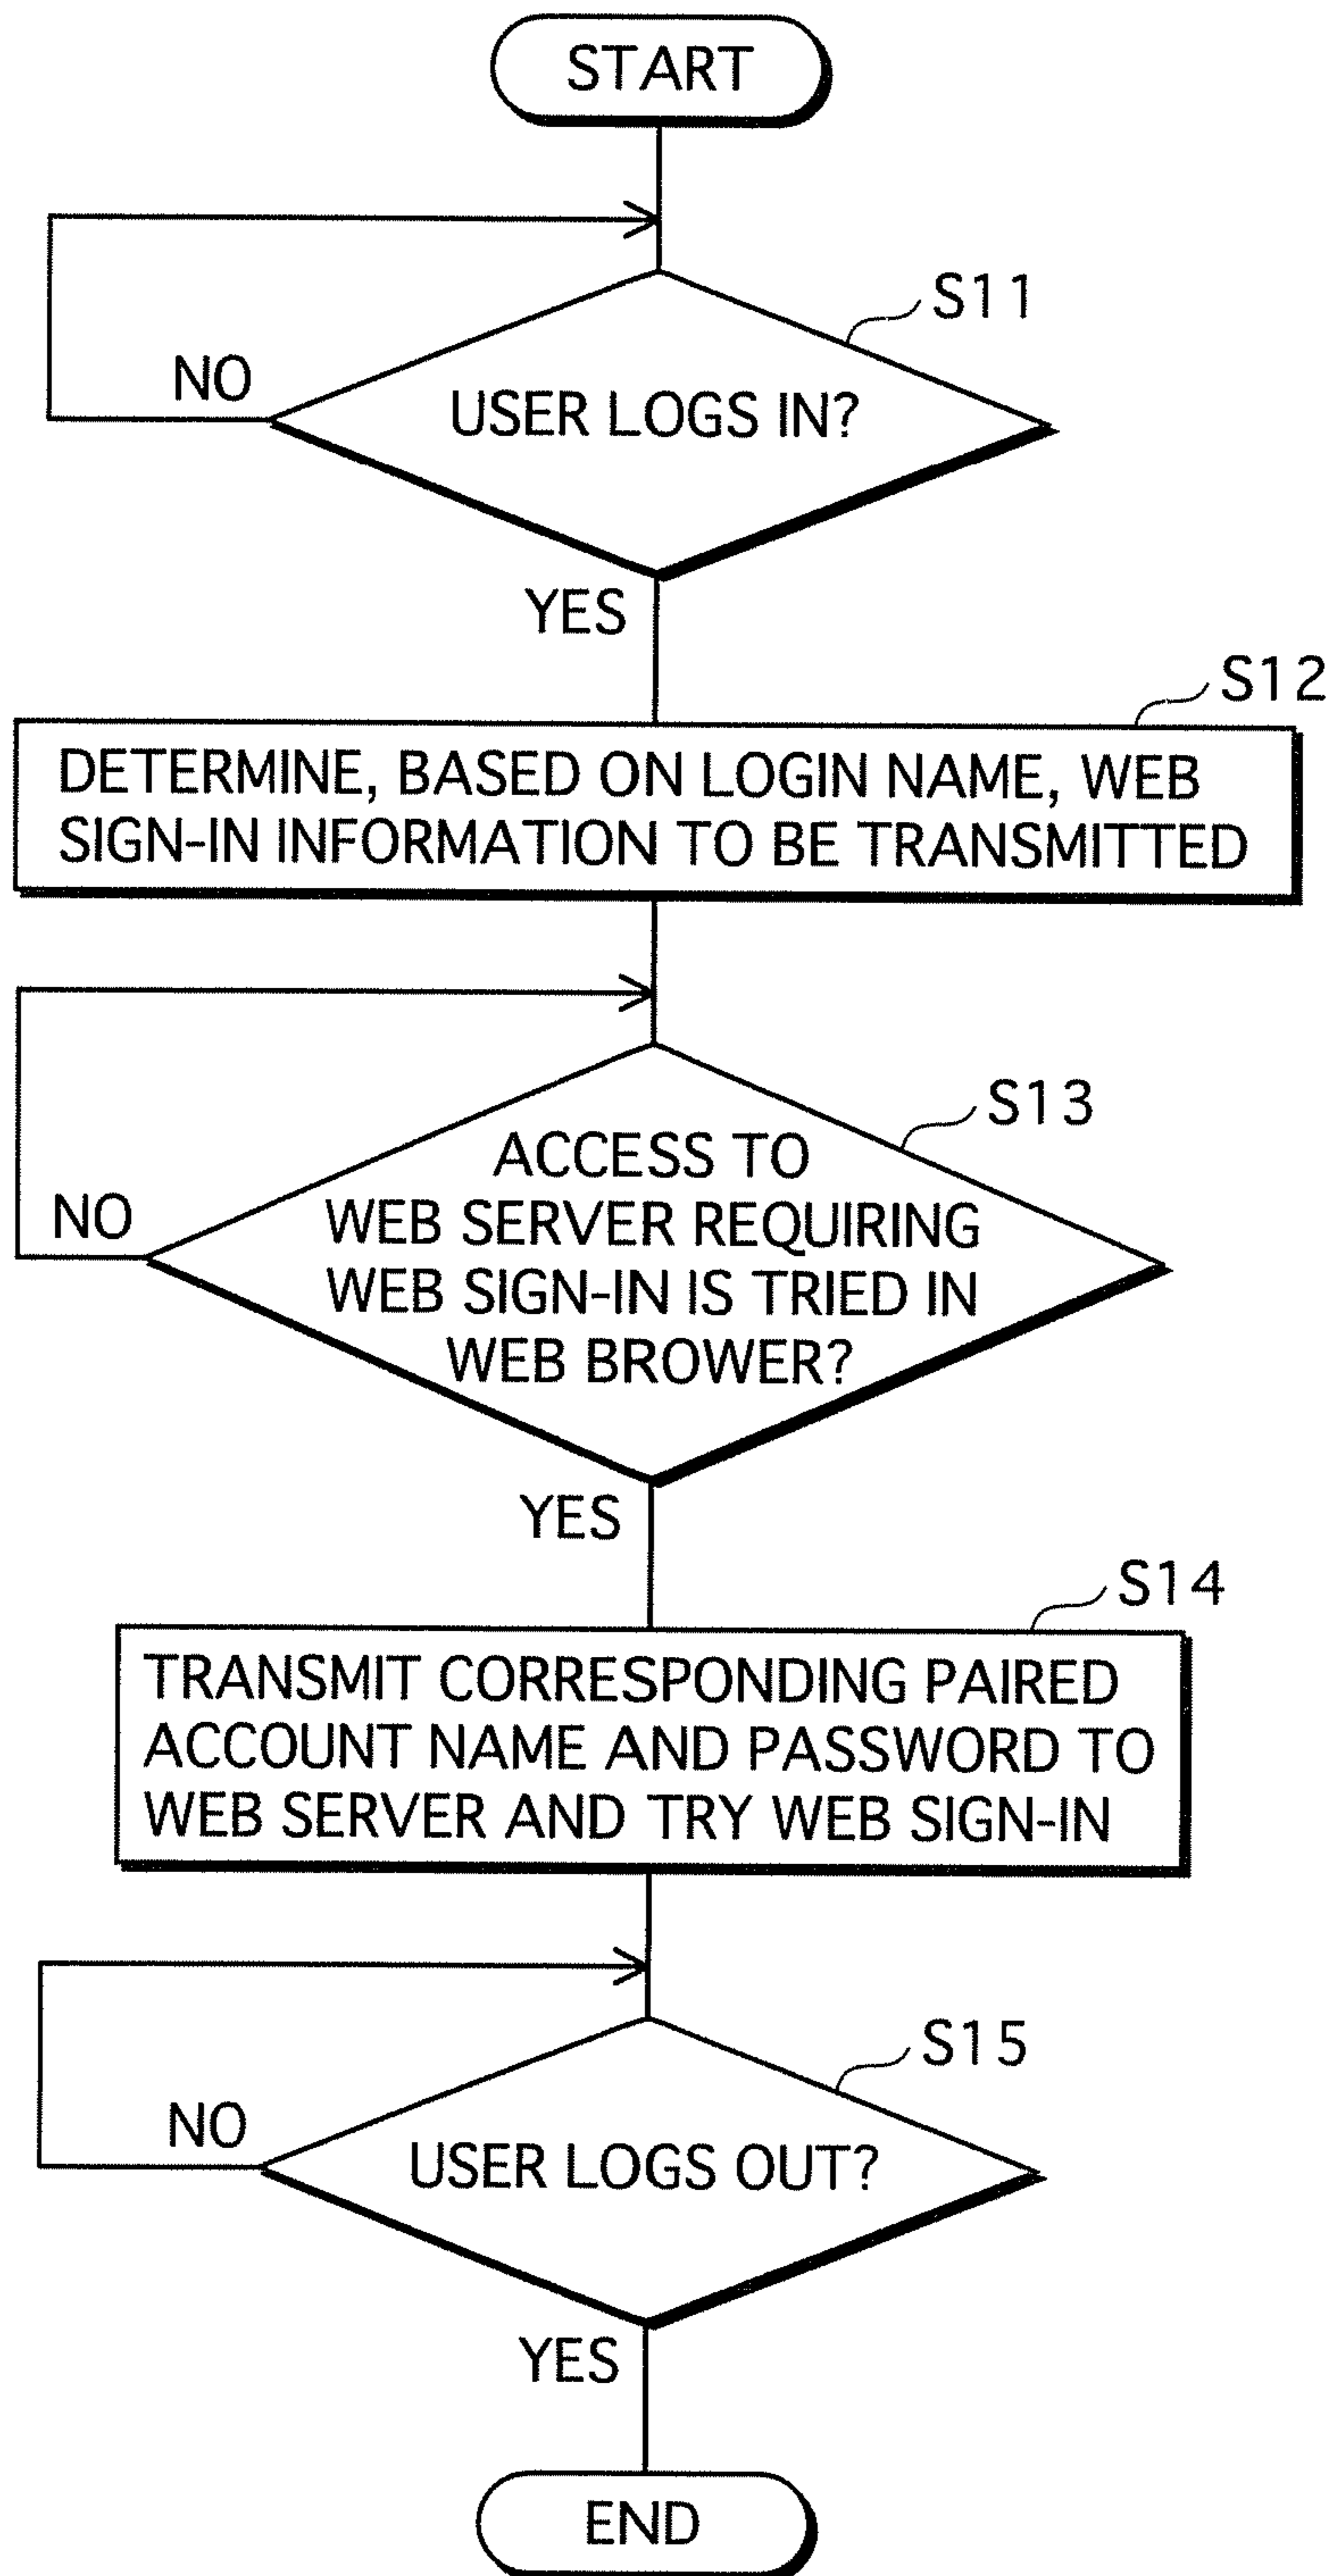 START
S11
NO
USER LOGS IN?
YES
S12
DETERMINE, BASED ON LOGIN NAME, WEB
SIGN-IN INFORMATION TO BE TRANSMITTED
S13
ACCESS TO
NO
WEB SERVER REQUIRING
WEB SIGN-IN IS TRIED IN
WEB BROWER?
YES
S14
TRANSMIT CORRESPONDING PAIRED
ACCOUNT NAME AND PASSWORD TO
WEB SERVER AND TRY WEB SIGN-IN
S15
NO
USER LOGS OUT?
YES
END